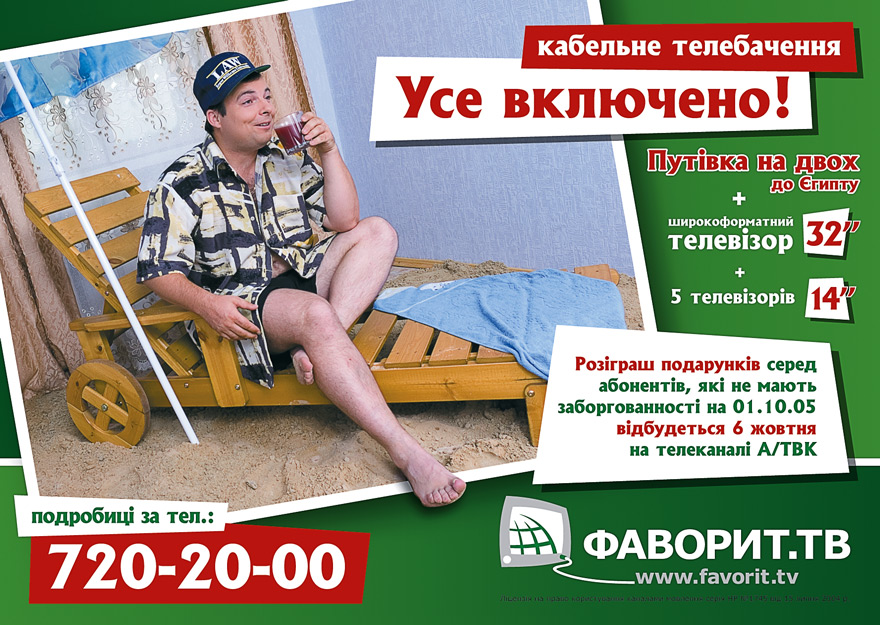 LAW
кабельне телебачення
Усе включено!
Путівка на двох
до Єгипту
+
широкоформатний
телевізор 32”
+
5 телевізорів 14”
Розіграш подарунків серед
абонентів, які не мають
заборгованності на 01.10.05
відбудеться 6 жовтня
на телеканалі А/ТВК
подробиці за тел.:
720-20-00
ФАВОРИТ.ТВ
www.favorit.tv